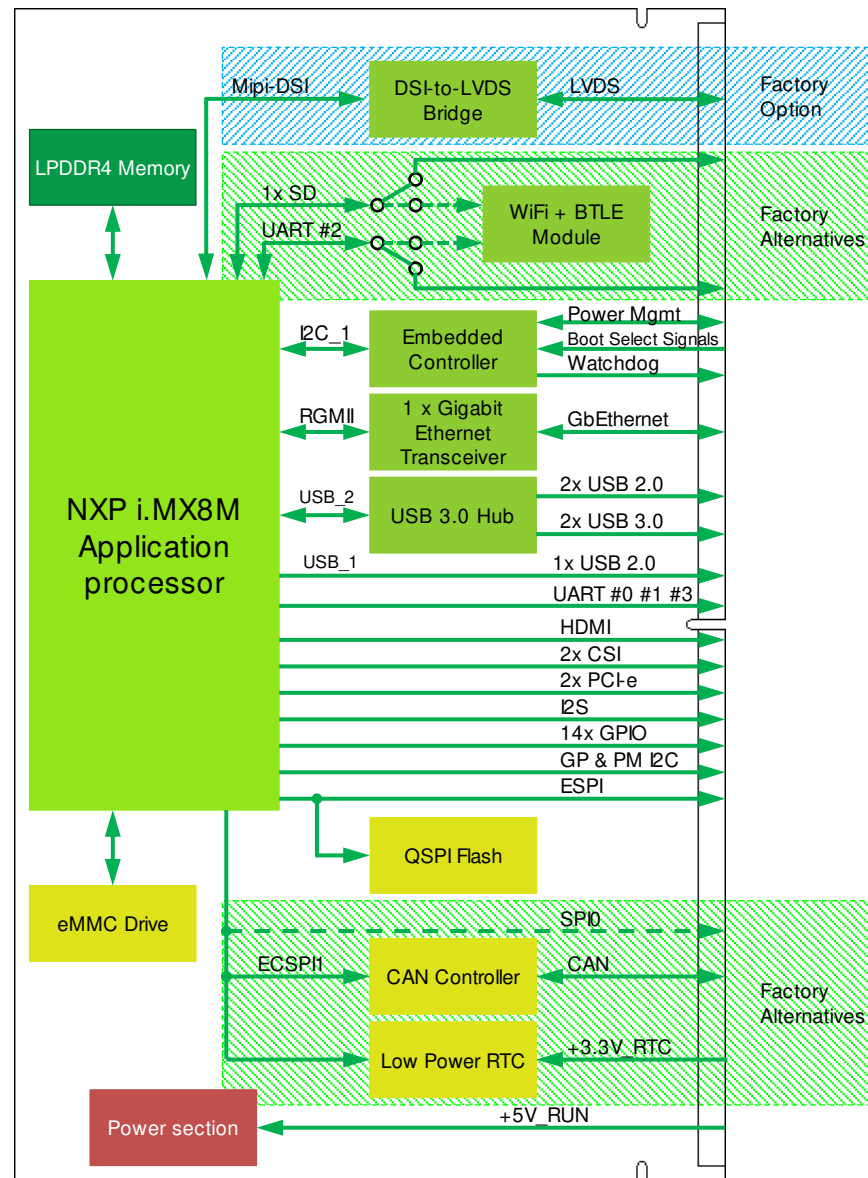 Mipi-DSI
DSI-to-LVDS
Bridge
LVDS
Factory
Option
LPDDR4 Memory
1x SD
UART #2
WiFi + BTLE
Module
Factory
Alternatives
I2C_1
Embedded
Controller
Power Mgmt
Boot Select Signals
Watchdog
RGMII
1 x Gigabit
Ethernet
Transceiver
GbEthernet
NXP i.MX8M
Application
processor
USB_2
USB 3.0 Hub
2x USB 2.0
2x USB 3.0
USB_1
1x USB 2.0
UART #0 #1 #3
HDMI
2x CSI
2x PCI-e
I2S
14x GPIO
GP & PM I2C
ESPI
QSPI Flash
eMMC Drive
SPI0
ECSPI1
CAN Controller
CAN
Factory
Alternatives
Low Power RTC
+3.3V_RTC
Power section
+5V_RUN